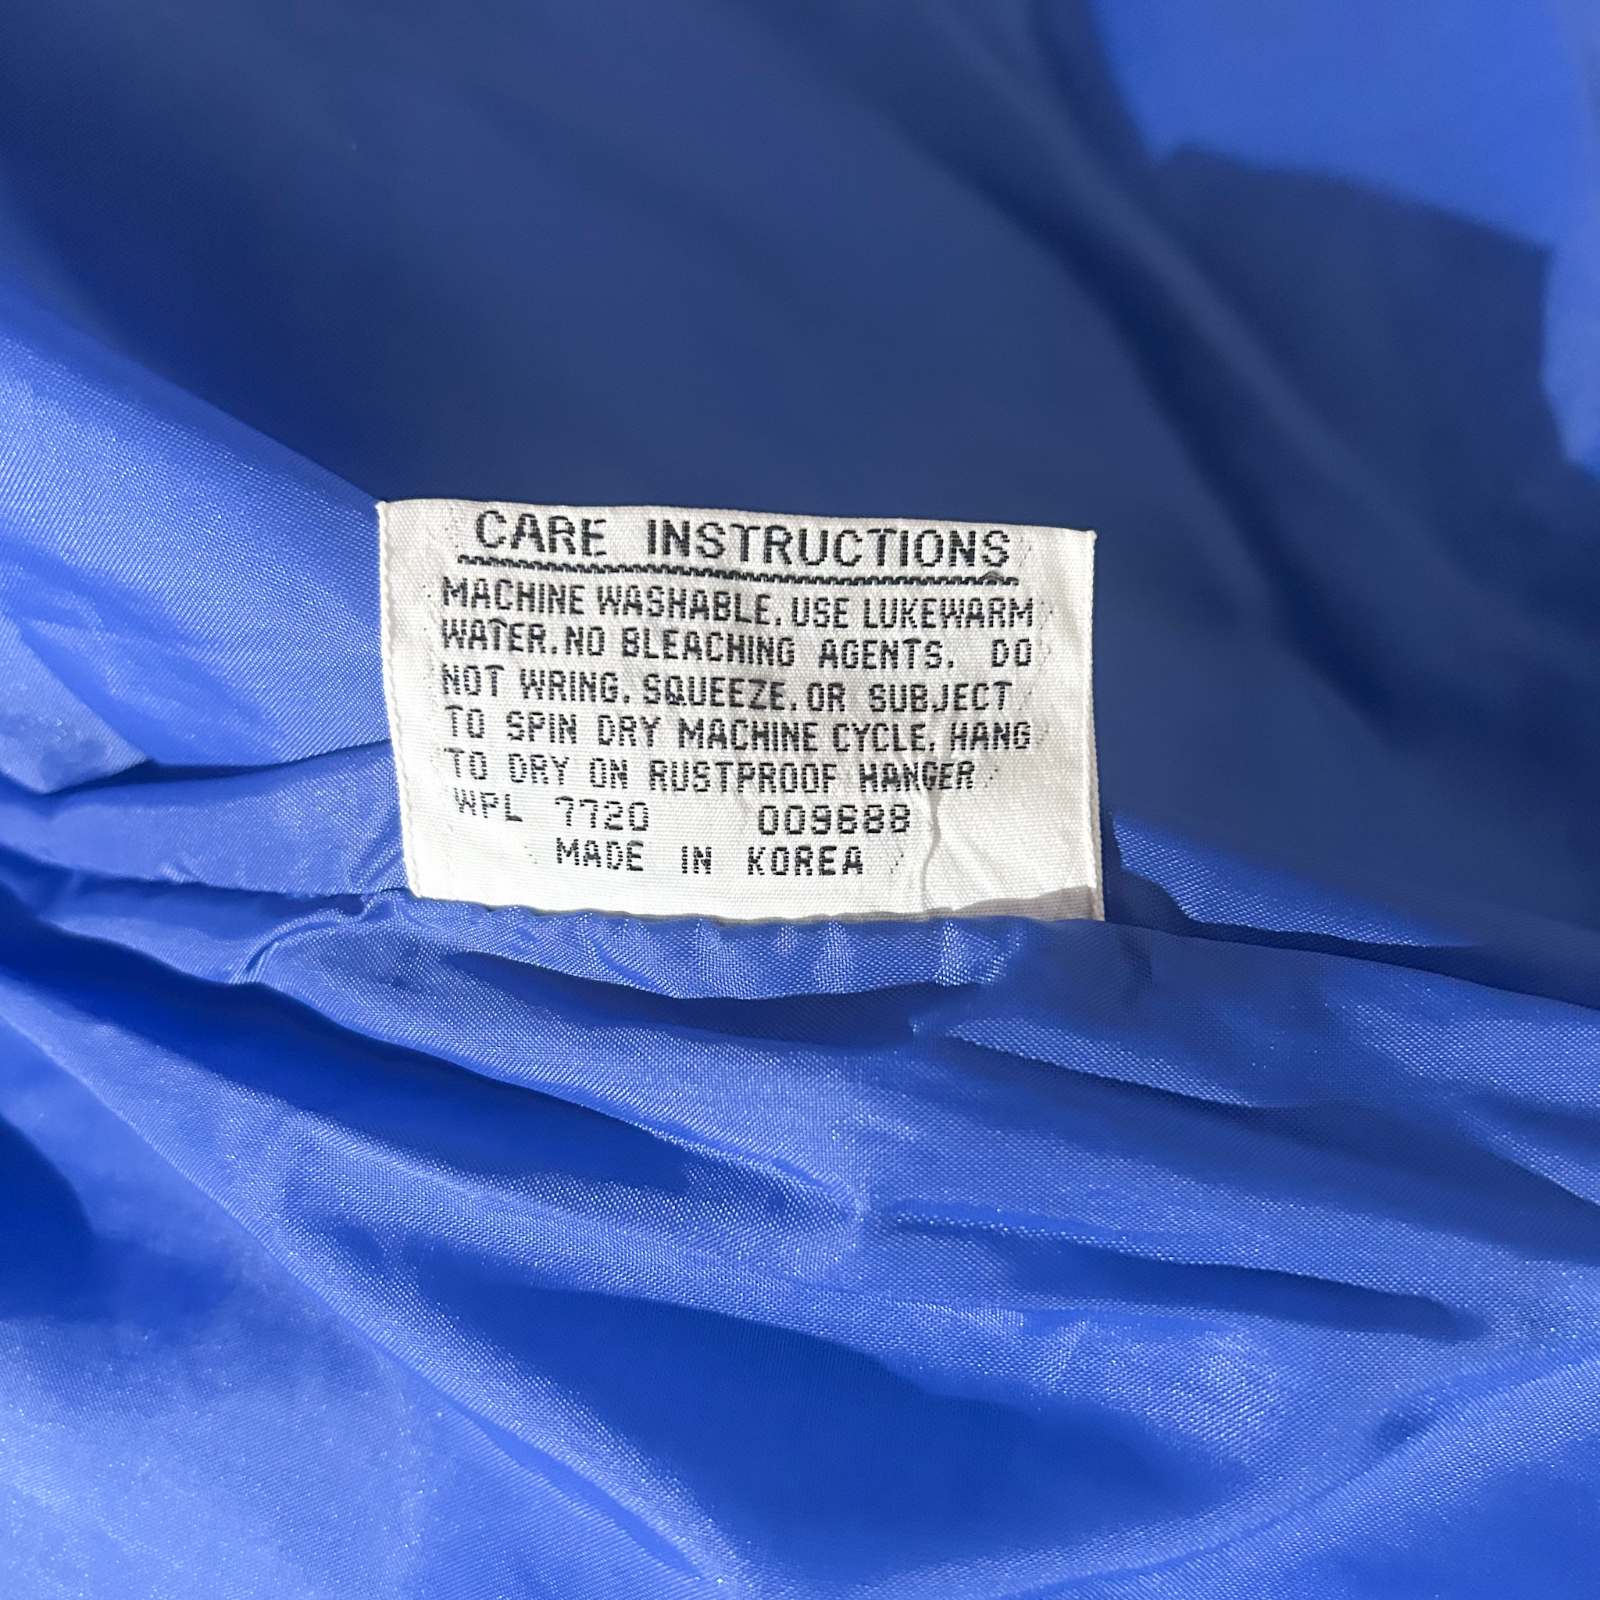 CARE INSTRUCTIONS
MACHINE WASHABLE, USE LUKEWARM
WATER. NO BLEACHING AGENTS. DO
NOT WRING, SQUEEZE, OR SUBJECT
TO SPIN DRY MACHINE CYCLE, HANG
TO DRY ON RUSTPROOF HANGER
WPL 7720 009688
MADE IN KOREA